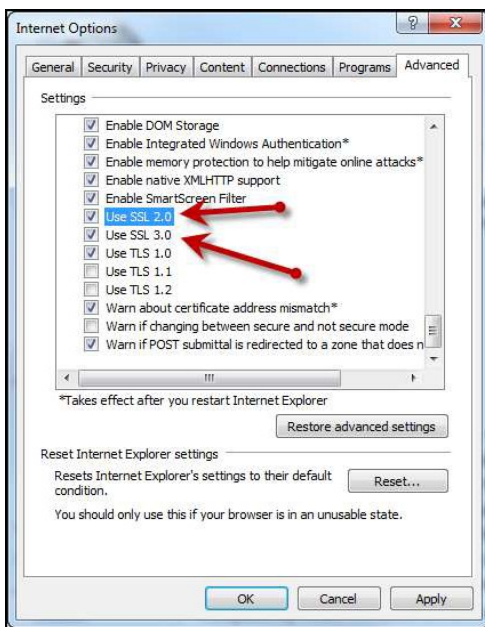 Internet Options
General Security Privacy Content Connections Programs Advanced
Settings
Enable DOM Storage
Enable Integrated Windows Authentication*
Enable memory protection to help mitigate online attacks*
Enable native XMLHTTP support
Enable SmartScreen Filter
Use SSL 2.0
Use SSL 3.0
Use TLS 1.0
Use TLS 1.1
Use TLS 1.2
Warn about certificate address mismatch*
Warn if changing between secure and not secure mode
Warn if POST submittal is redirected to a zone that does n
*Takes effect after you restart Internet Explorer
Restore advanced settings
Reset Internet Explorer settings
Resets Internet Explorer's settings to their default
condition.
Reset...
You should only use this if your browser is in an unusable state.
OK Cancel Apply